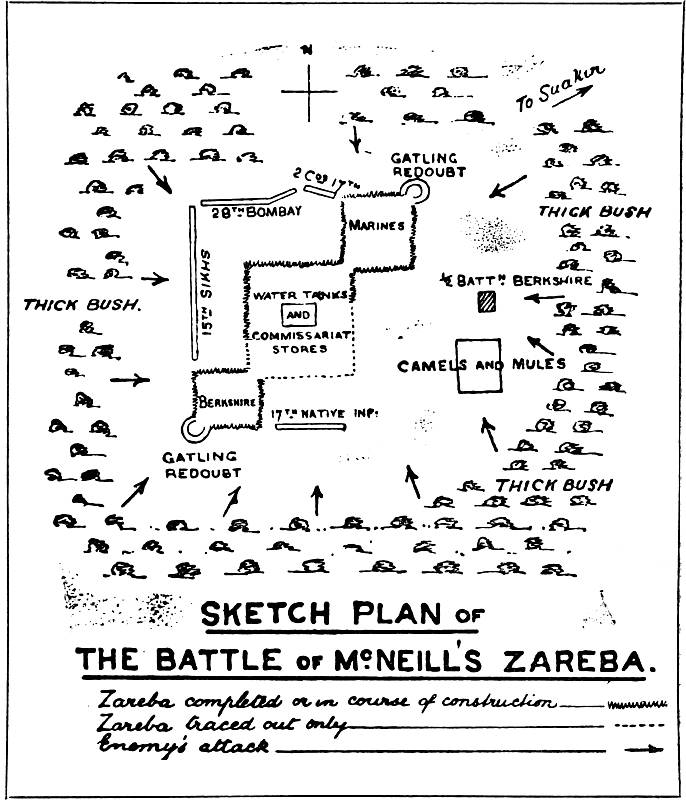 N
To Suakin
GATLING
REDOUBT
2 Cos 17TH
28TH BOMBAY
MARINES
THICK BUSH
15TH SIKHS
½ BATTN BERKSHIRE
WATER TANKS
AND
COMMISSARIAT
STORES
THICK BUSH.
CAMELS AND MULES
BERKSHIRE
17TH NATIVE INF:
GATLING
REDOUBT
THICK BUSH
SKETCH PLAN OF
THE BATTLE OF McNEILL'S ZAREBA.
Zareba completed or in course of construction
Zareba traced out only
Enemy's attack